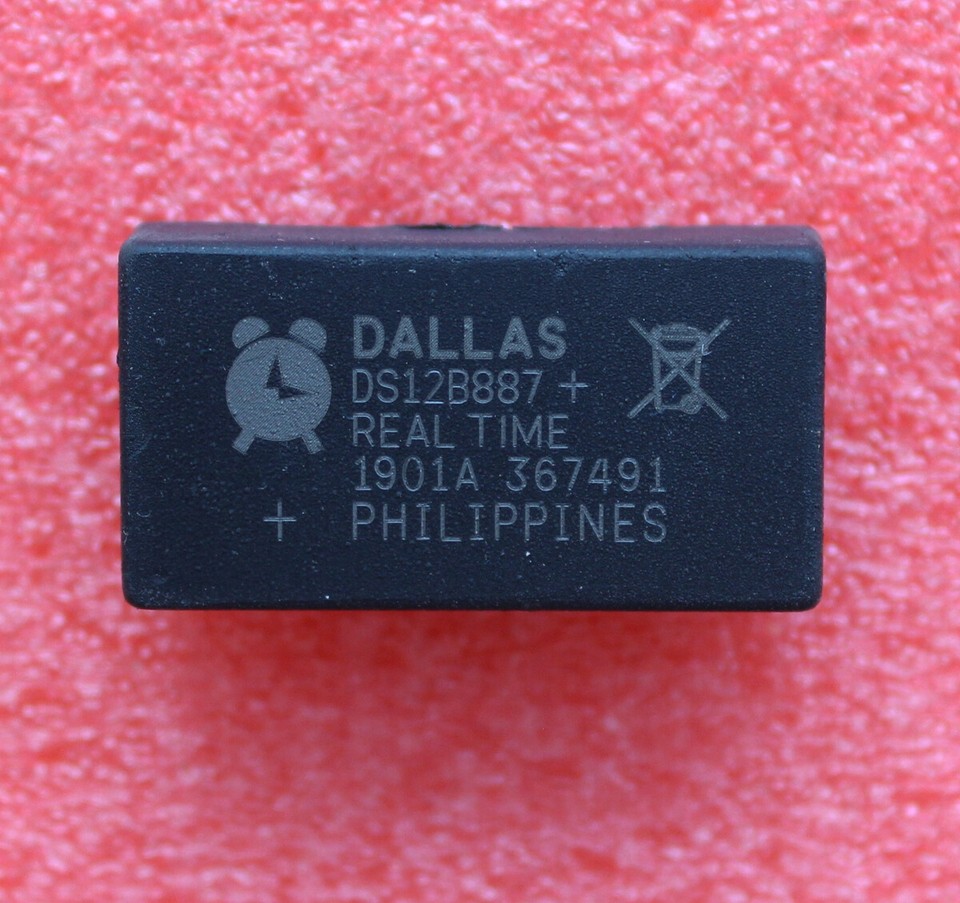 DALLAS
DS12B887 +
REAL TIME
1901A 367491
+ PHILIPPINES